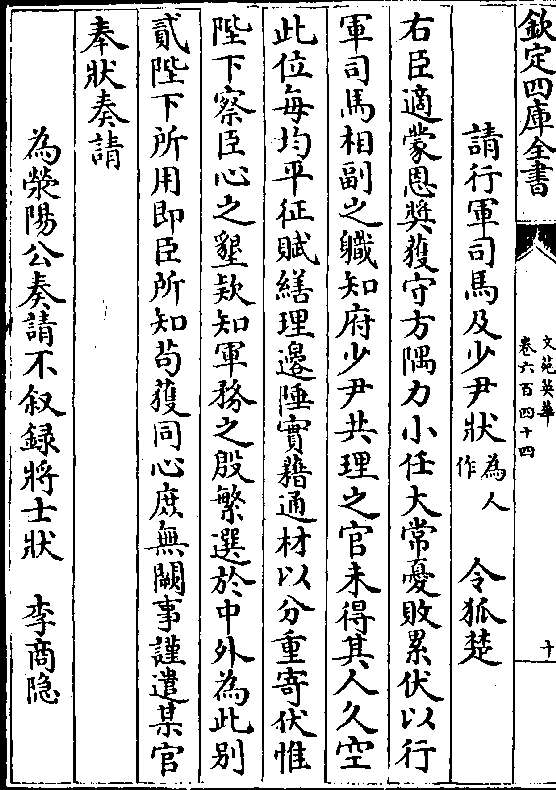 欽定四庫全書
文苑英華
卷六百四十四
十
請行軍司馬及少尹狀為人作 令狐楚
右臣適蒙恩奬獲守方隅力小任大常憂敗累伏以行
軍司馬相副之職知府少尹共理之官未得其人久空
此位每均平征賦繕理邊陲實藉通材以分重寄伏惟
陛下察臣心之墾欵知軍務之殷繁選於中外為此别
貳陛下所用即臣所知苟獲同心庶無闕事謹遣某官
奉狀奏請
為滎陽公奏請不叙録將士狀 李商隐